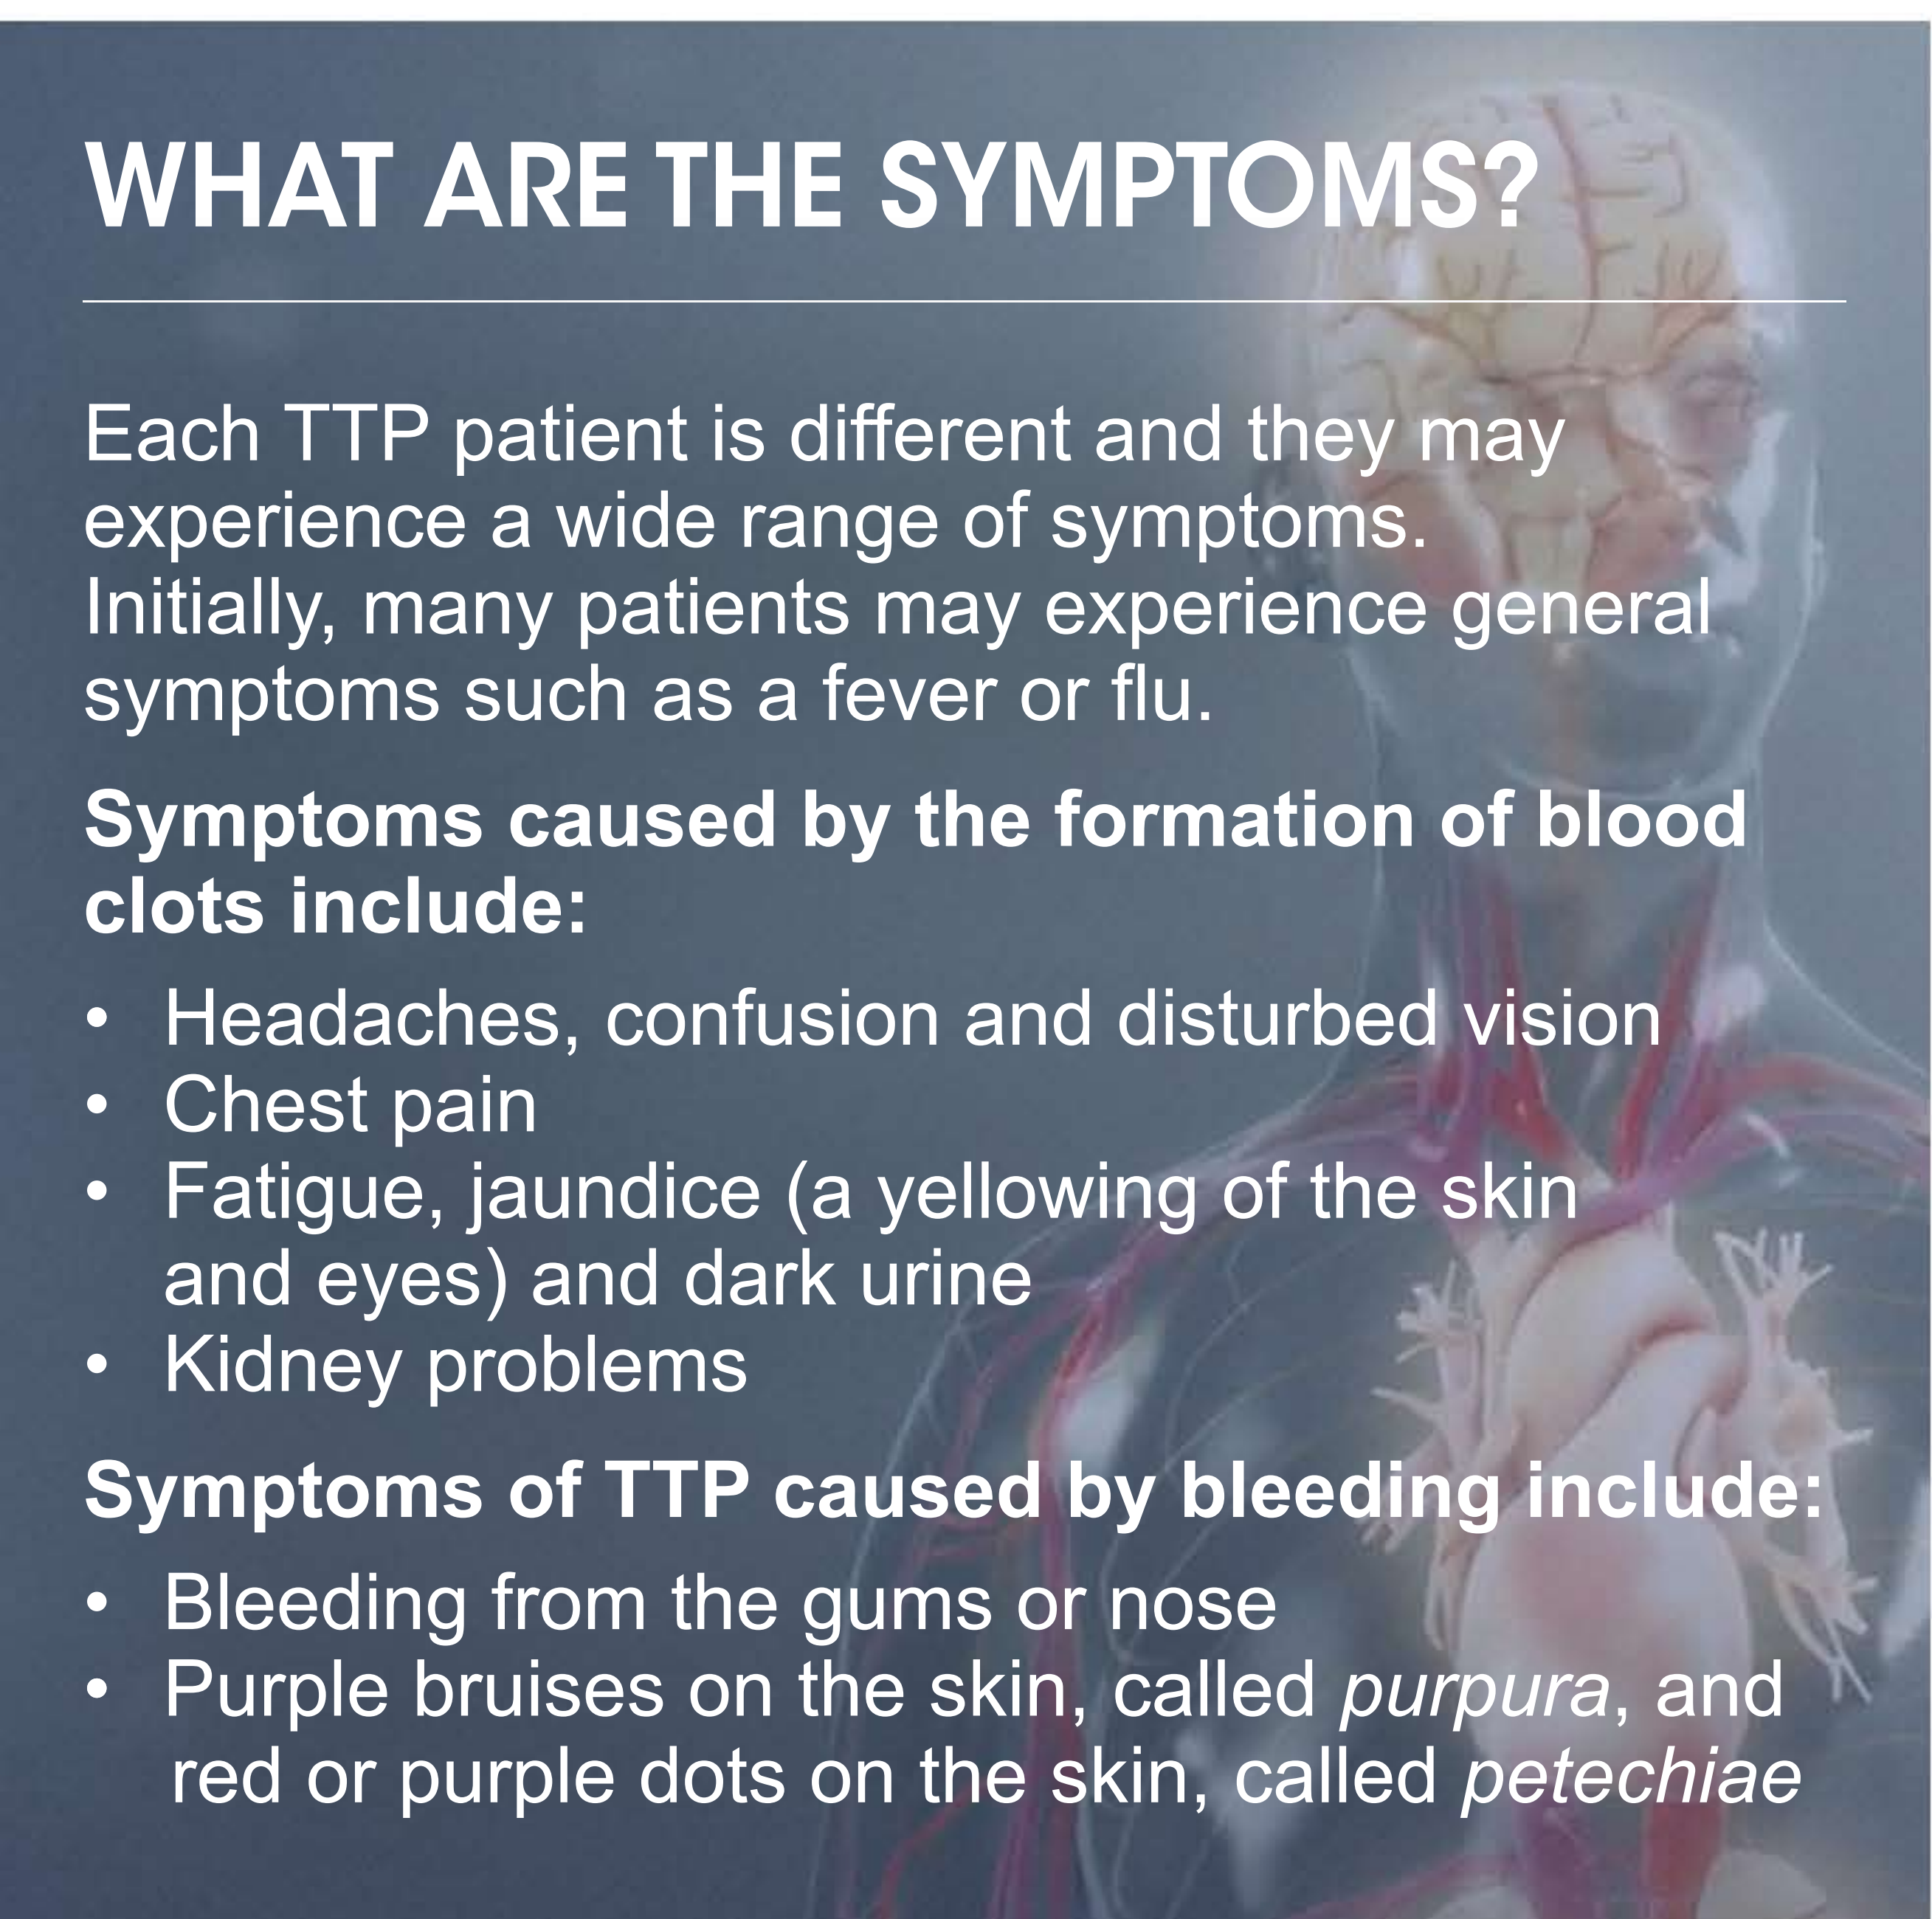 WHAT ARE THE SYMPTOMS?
Each TTP patient is different and they may
experience a wide range of symptoms.
Initially, many patients may experience general
symptoms such as a fever or flu.
Symptoms caused by the formation of blood
clots include:
• Headaches, confusion and disturbed vision
• Chest pain
• Fatigue, jaundice (a yellowing of the skin
and eyes) and dark urine
• Kidney problems
Symptoms of TTP caused by bleeding include:
• Bleeding from the gums or nose
• Purple bruises on the skin, called purpura, and
red or purple dots on the skin, called petechiae